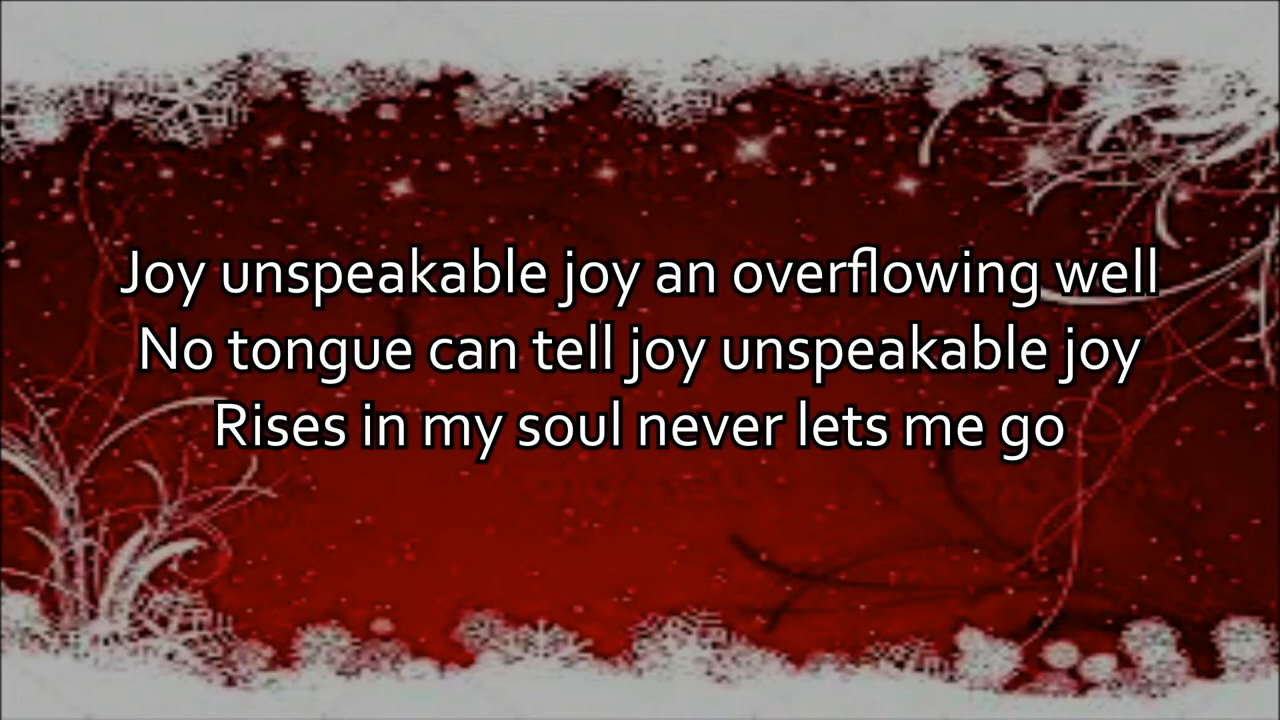 Joy unspeakable joy an overflowing well
No tongue can tell joy unspeakable joy
Rises in my soul never lets me go